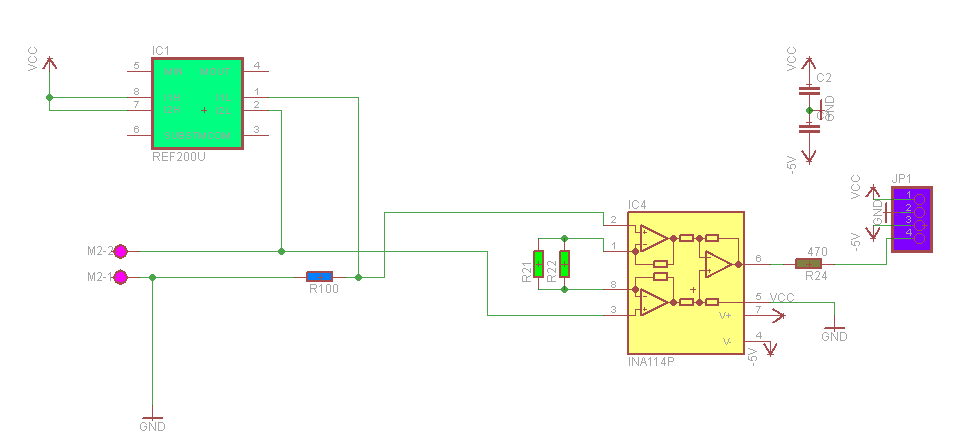 VCC
IC1
5
4
8
1
7
2
6
3
REF200U
M2-2
M2-1
R100
GND
VCC
C2
GND
-5V
JP1
VCC
1
GND
2
3
-5V
4
IC4
2
1
R21
R22
8
3
6
470
R24
5
VCC
V+
7
GND
V-
4
-5V
INA114P